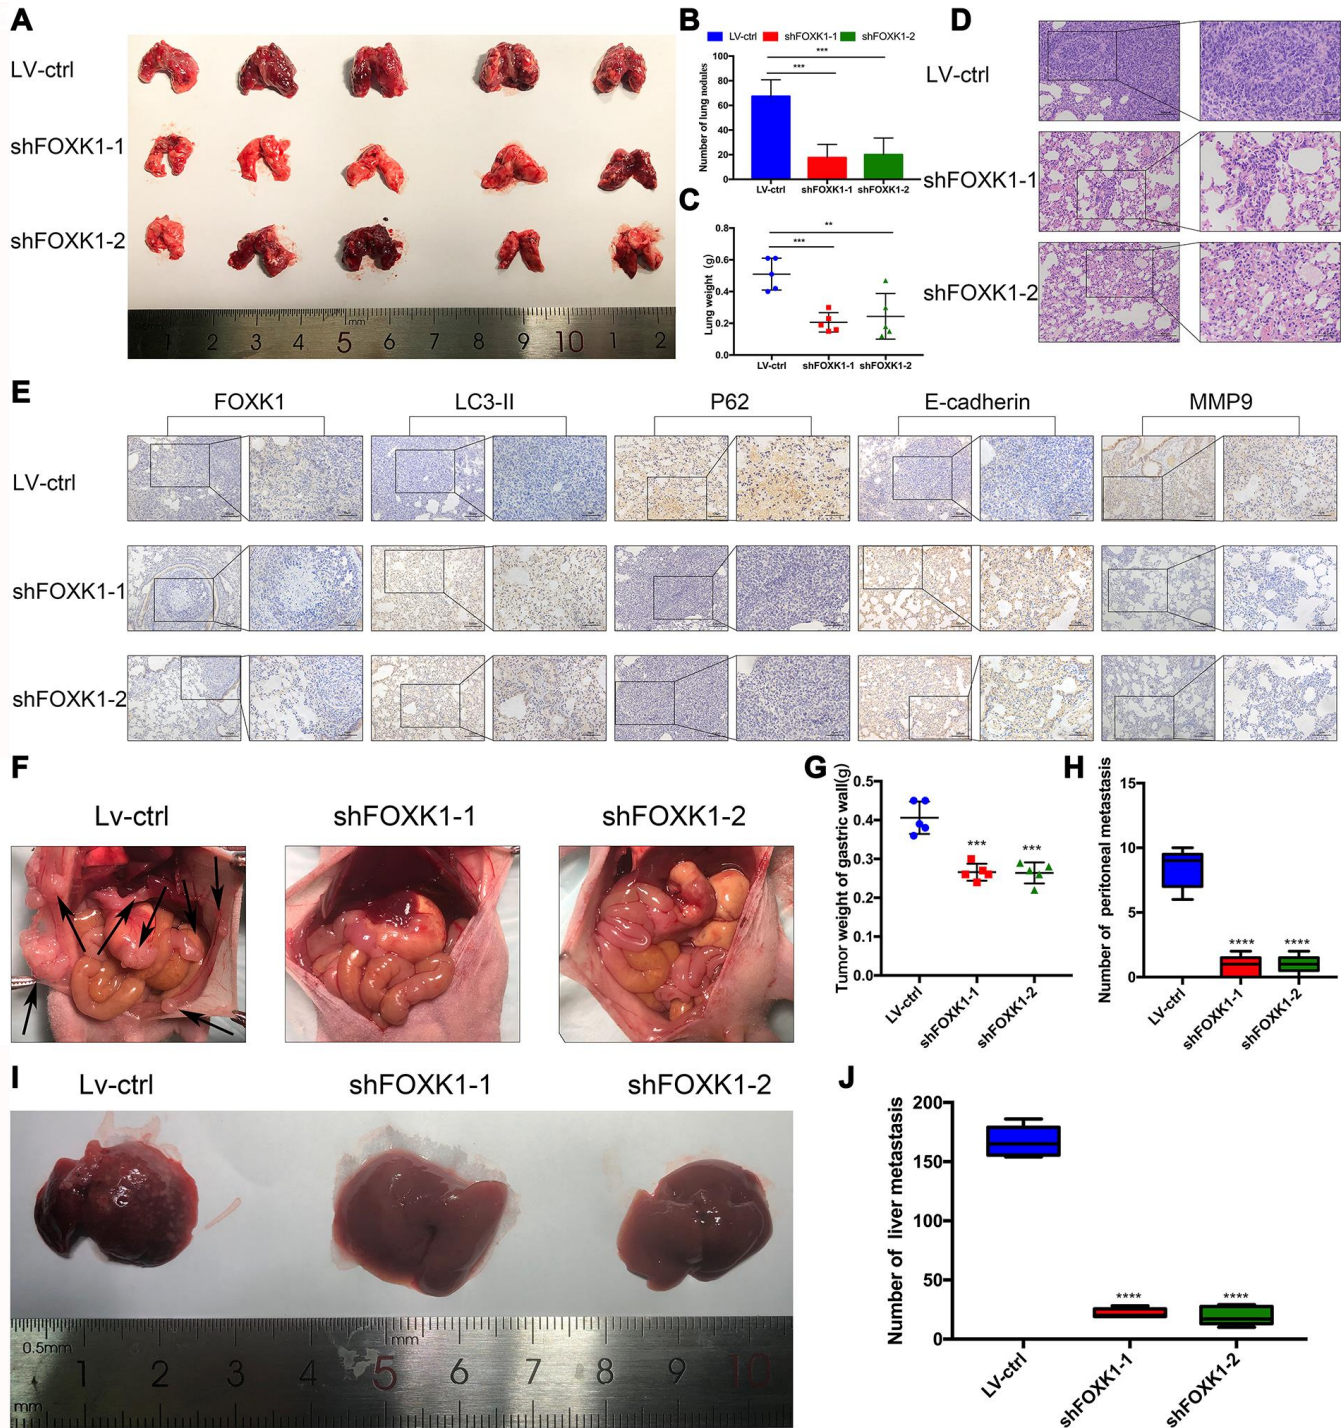 A
LV-ctrl
shFOXK1-1
shFOXK1-2
mm
1 2 3 4 5 6 7 8 9 10 1 2
B
LV-ctrl shFOXK1-1 shFOXK1-2
Number of lung nodules
100
80
60
40
20
0
***
***
LV-ctrl shFOXK1-1 shFOXK1-2
C
Lung weight (g)
0.8
0.6
0.4
0.2
0.0
**
***
LV-ctrl shFOXK1-1 shFOXK1-2
D
LV-ctrl
shFOXK1-1
shFOXK1-2
E
FOXK1 LC3-II P62 E-cadherin MMP9
LV-ctrl
shFOXK1-1
shFOXK1-2
F
Lv-ctrl shFOXK1-1 shFOXK1-2
G
Tumor weight of gastric wall(g)
0.5
0.4
0.3
0.2
0.1
0.0
*** ***
LV-ctrl shFOXK1-1 shFOXK1-2
H
Number of peritoneal metastasis
15
10
5
0
**** ****
LV-ctrl shFOXK1-1 shFOXK1-2
I
Lv-ctrl shFOXK1-1 shFOXK1-2
0.5mm
mm
1 2 3 4 5 6 7 8 9 10
mm
J
Number of liver metastasis
200
150
100
50
0
**** ****
LV-ctrl shFOXK1-1 shFOXK1-2